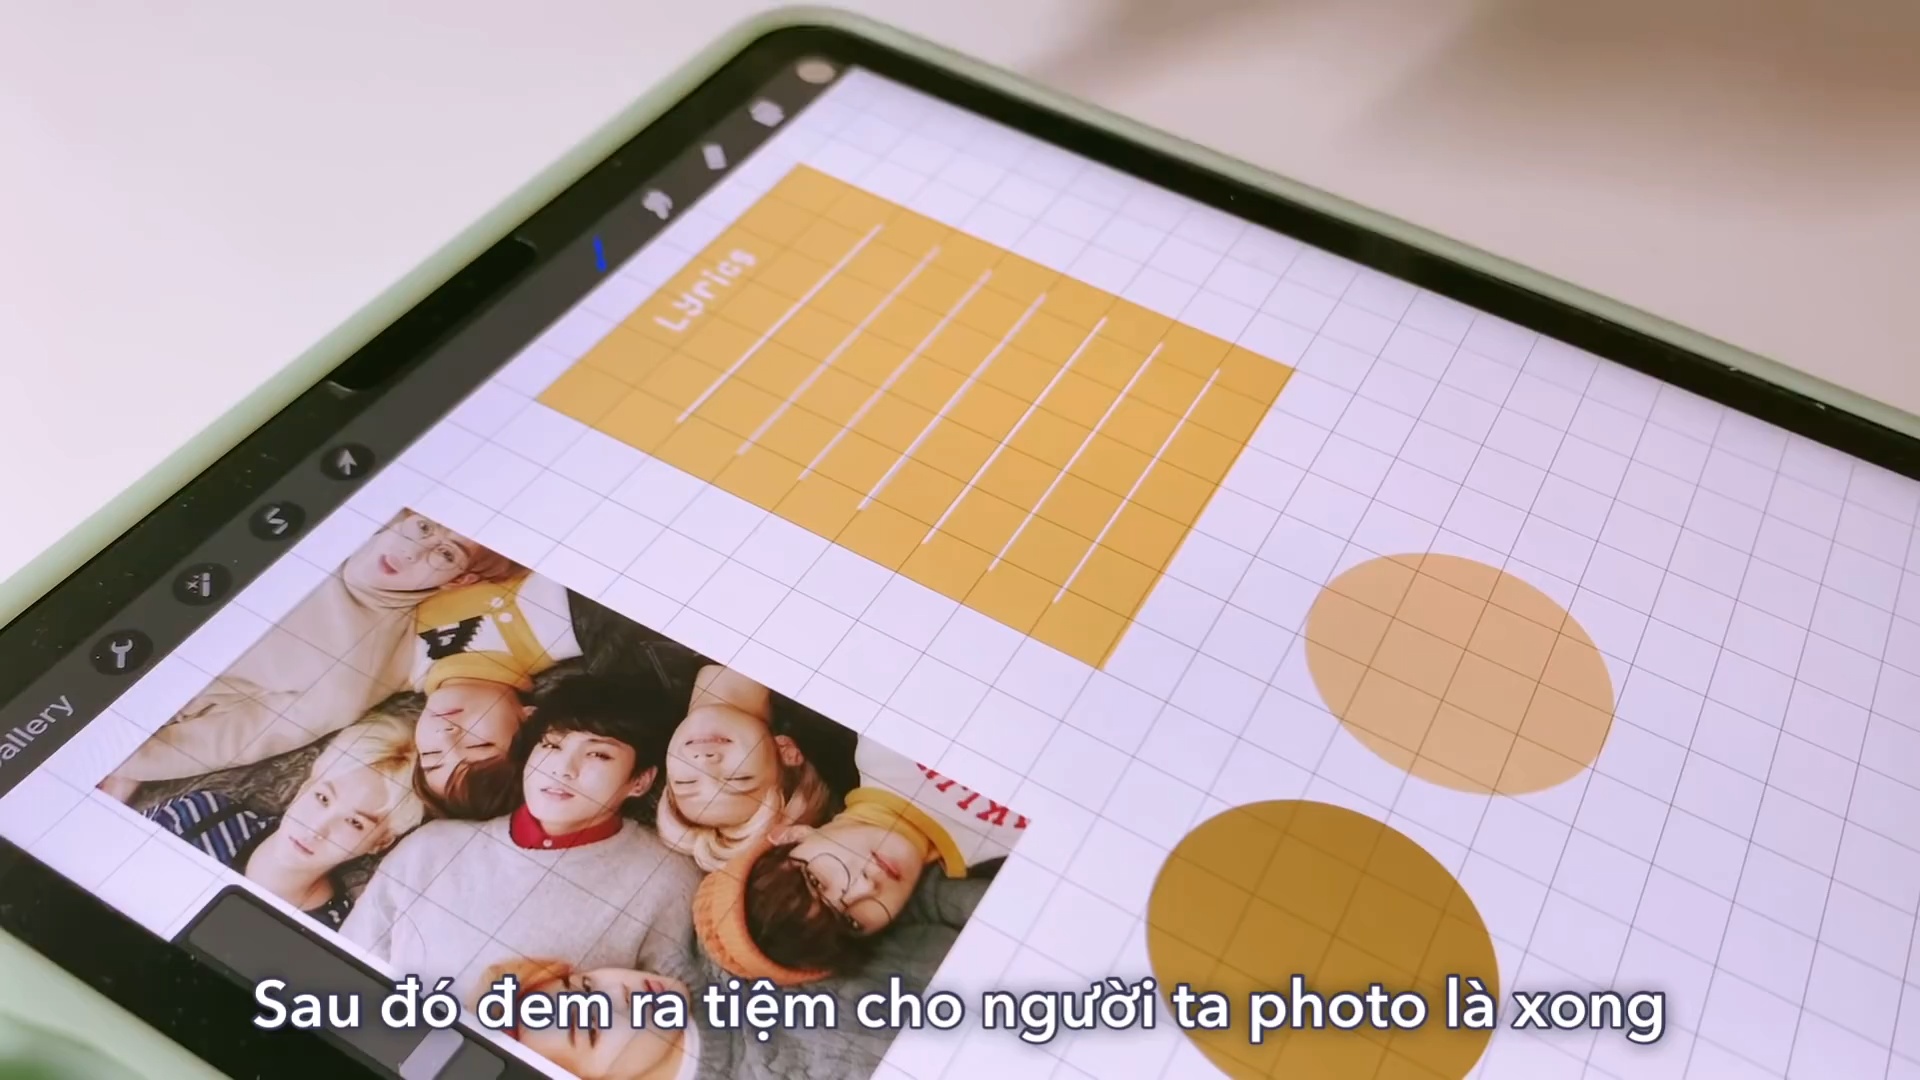 Lyrics
allery
Sau đó đem ra tiệm cho người ta photo là xong